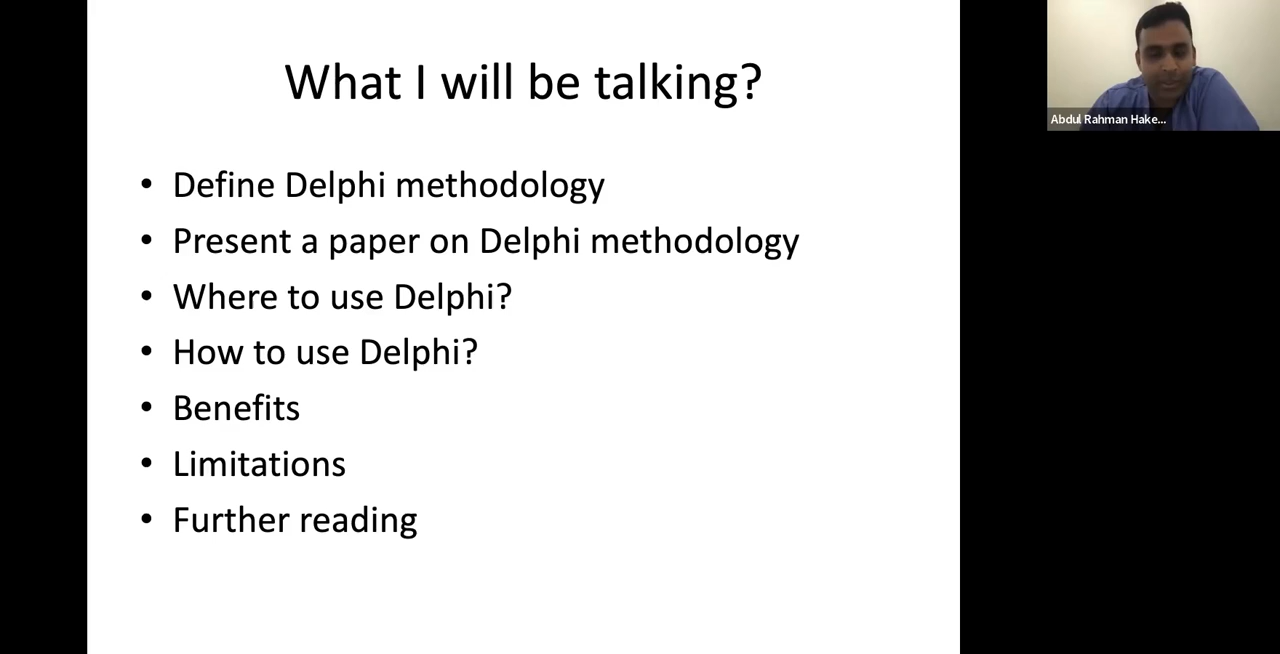 What I will be talking?
• Define Delphi methodology
• Present a paper on Delphi methodology
• Where to use Delphi?
• How to use Delphi?
• Benefits
• Limitations
• Further reading
Abdul Rahman Hake...